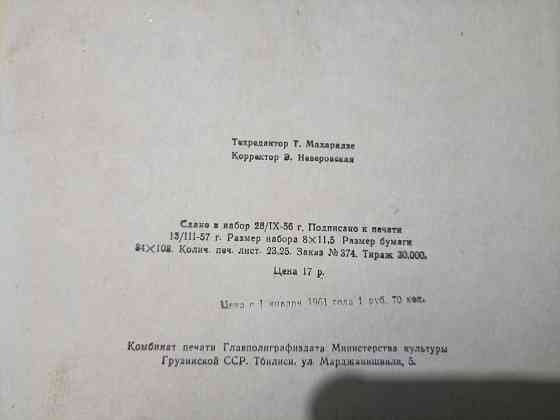 Техредактор Т. Махарадзе
Корректор Э. Неверовская
Сдано в набор 28/IX-56 г. Подписано к печати
13/III-57 г. Размер набора 8×11,5 Размер бумаги
84×108. Колич. печ. лист. 23,25. Заказ № 374. Тираж 30,000.
Цена 17 р.
Цена с 1 января 1961 года 1 руб. 70 коп.
Комбинат печати Главполиграфиздата Министерства культуры
Грузинской ССР. Тбилиси, ул. Марджанишвили, 5.